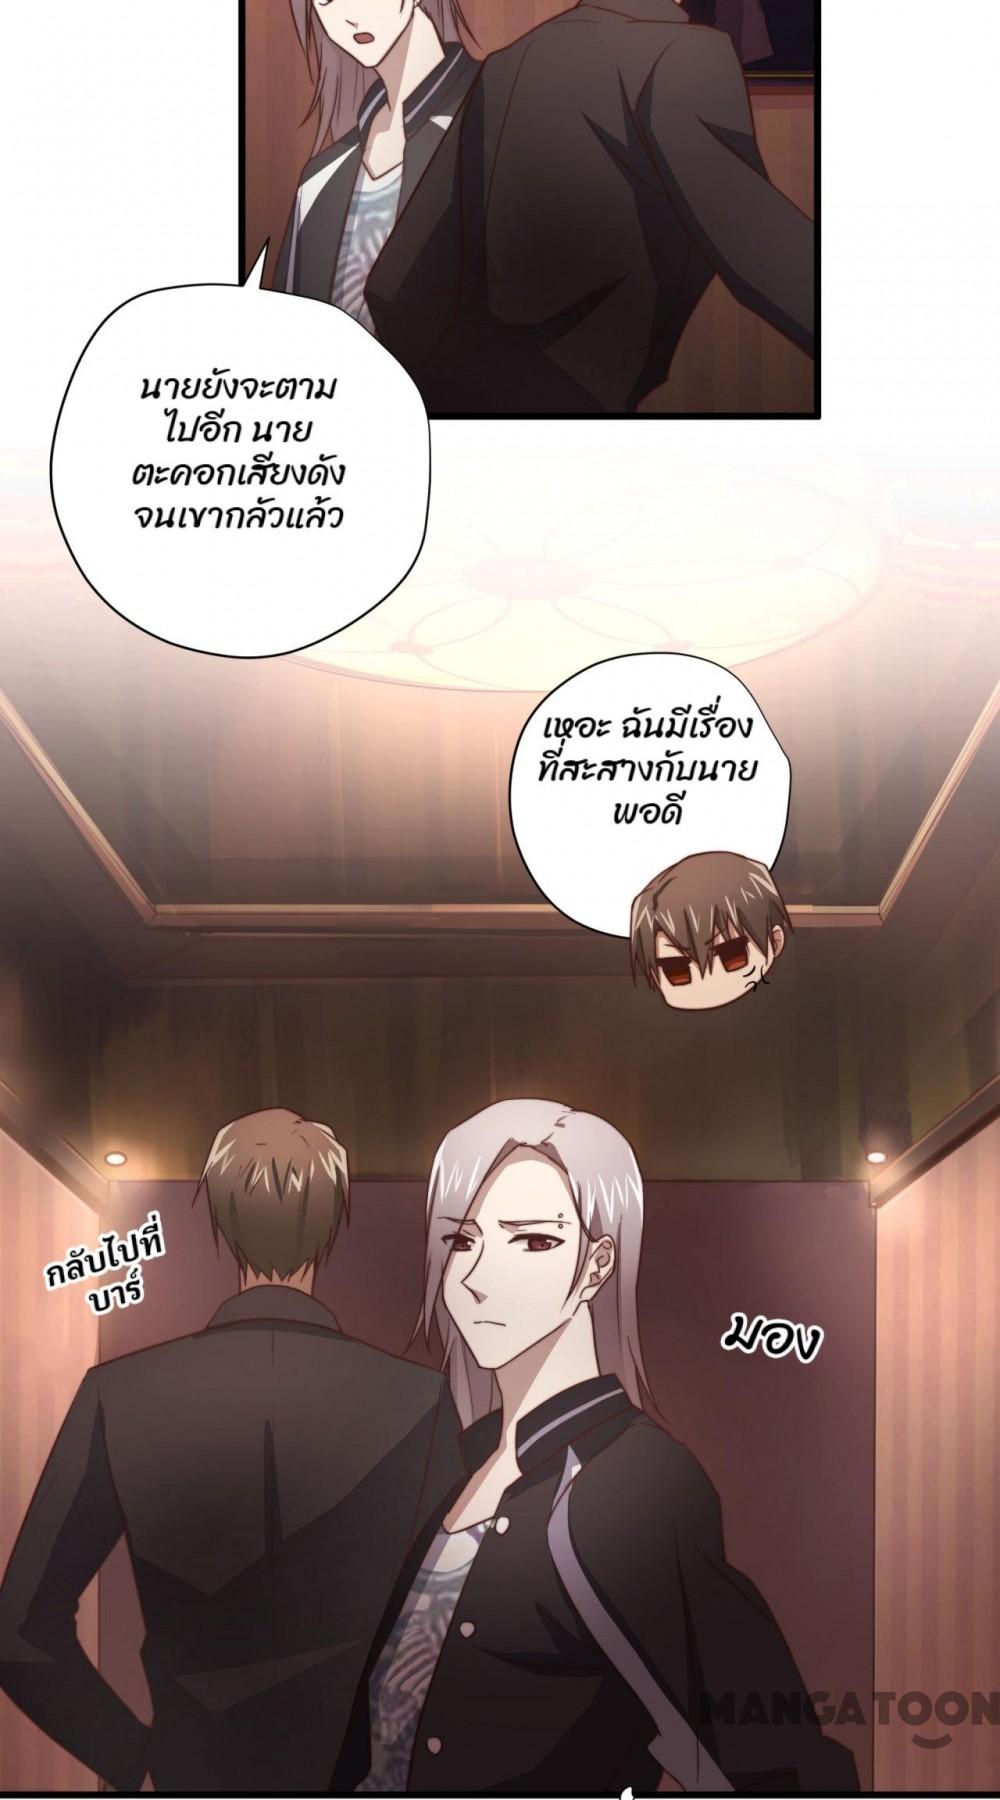 นายยังจะตาม
ไปอีก นาย
ตะคอกเสียงดัง
จนเขากลัวแล้ว
เหอะ ฉันมีเรื่อง
ที่สะสางกับนาย
พอดี
กลับไปที่
บาร์
มอง
MANGATOON